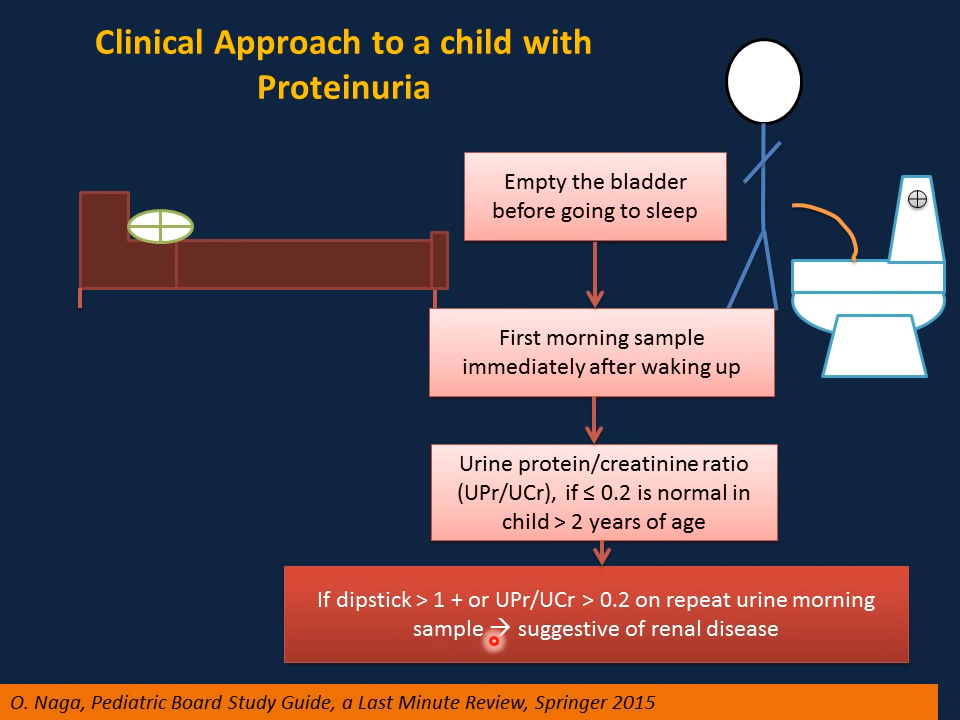 Clinical Approach to a child with
Proteinuria
Empty the bladder
before going to sleep
First morning sample
immediately after waking up
Urine protein/creatinine ratio
(UPr/UCr), if ≤ 0.2 is normal in
child > 2 years of age
If dipstick > 1 + or UPr/UCr > 0.2 on repeat urine morning
sample → suggestive of renal disease
O. Naga, Pediatric Board Study Guide, a Last Minute Review, Springer 2015